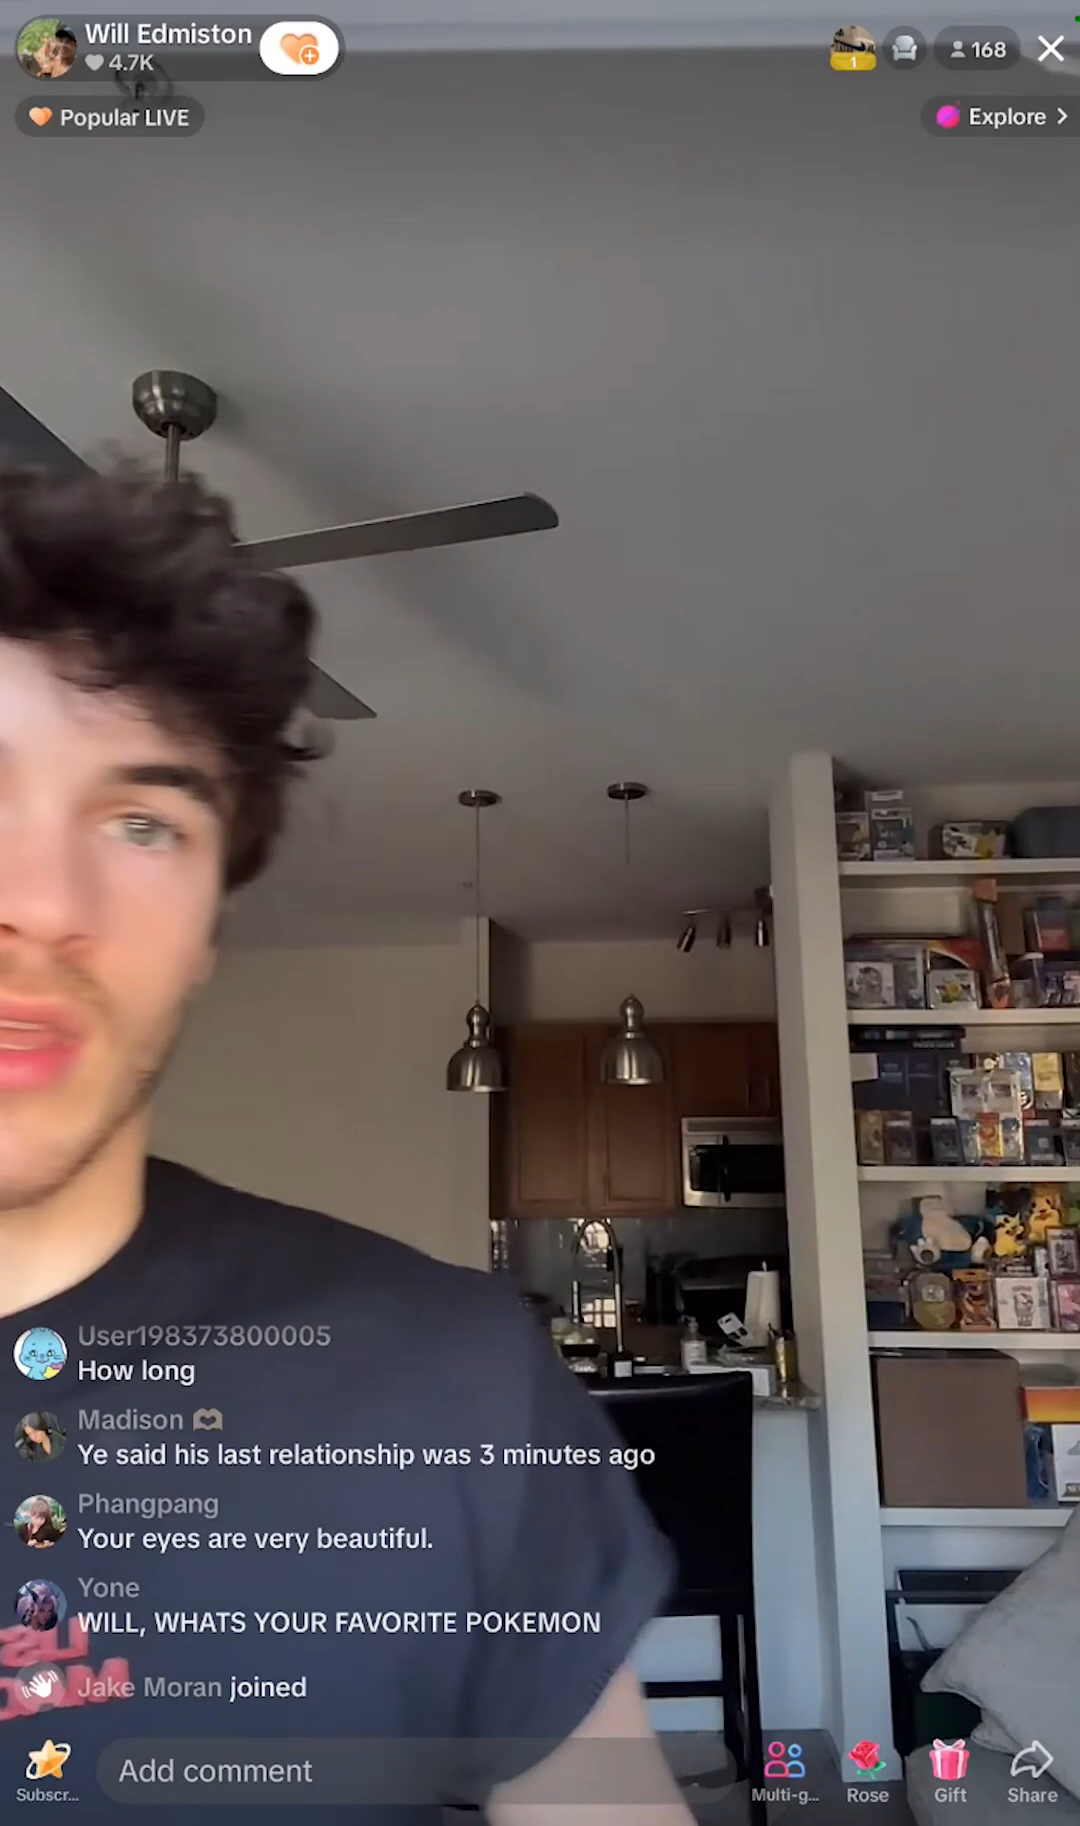 Will Edmiston
4.7K
1
168
Popular LIVE
Explore
User198373800005
How long
Madison
Ye said his last relationship was 3 minutes ago
Phangpang
Your eyes are very beautiful.
Yone
WILL, WHATS YOUR FAVORITE POKEMON
Jake Moran joined
Subscr...
Add comment
Multi-g...
Rose
Gift
Share